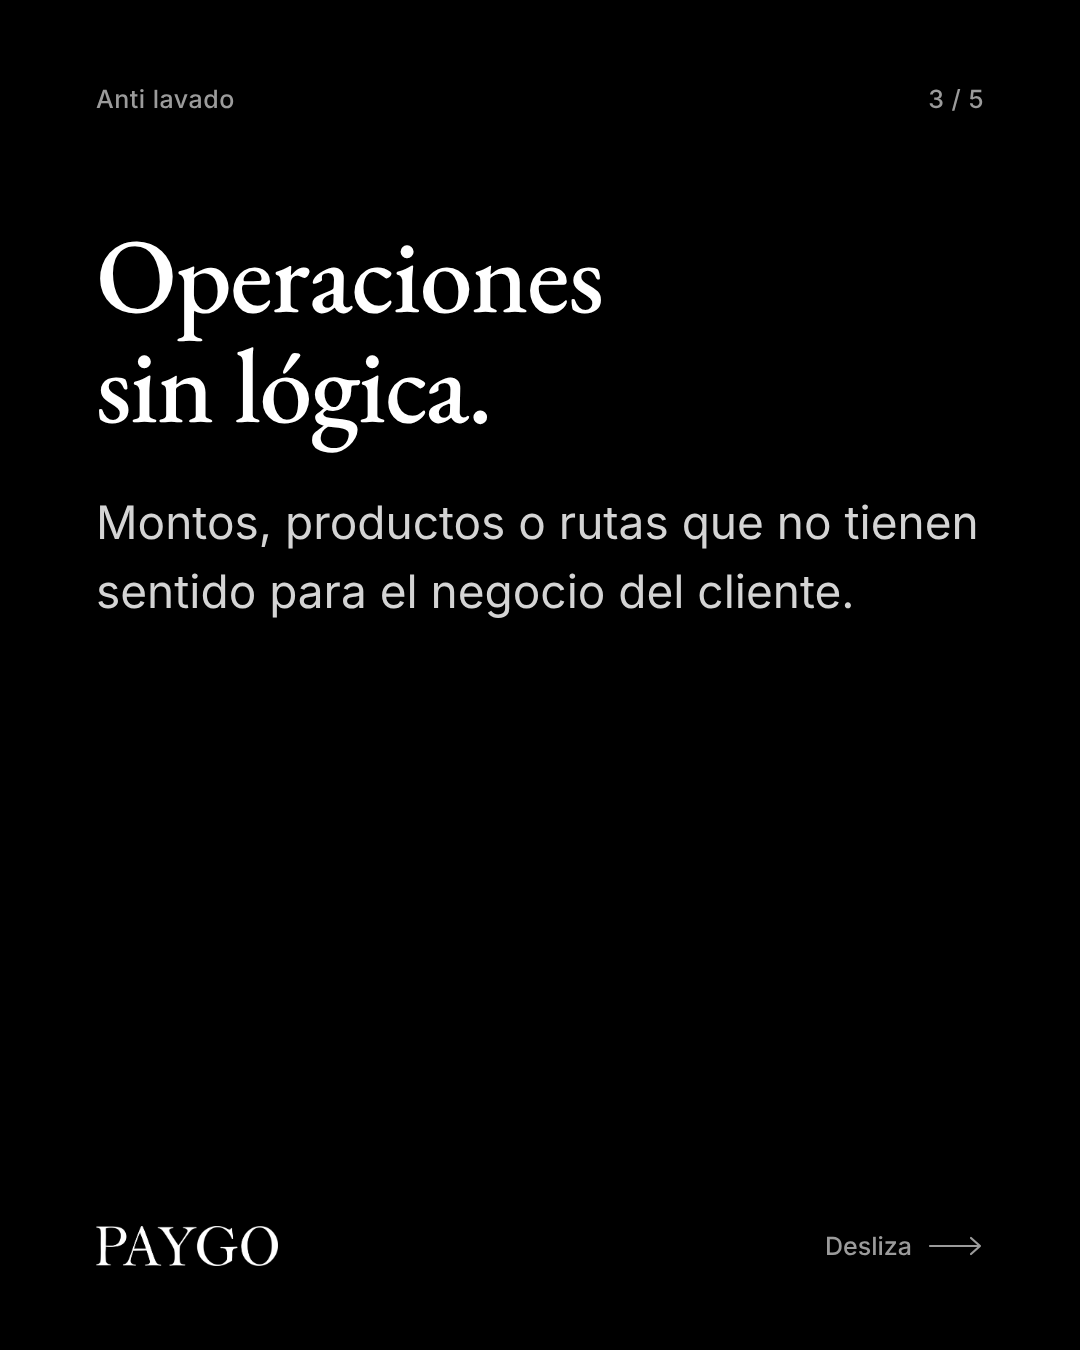 Anti lavado
3 / 5
Operaciones
sin lógica.
Montos, productos o rutas que no tienen
sentido para el negocio del cliente.
PAYGO
Desliza